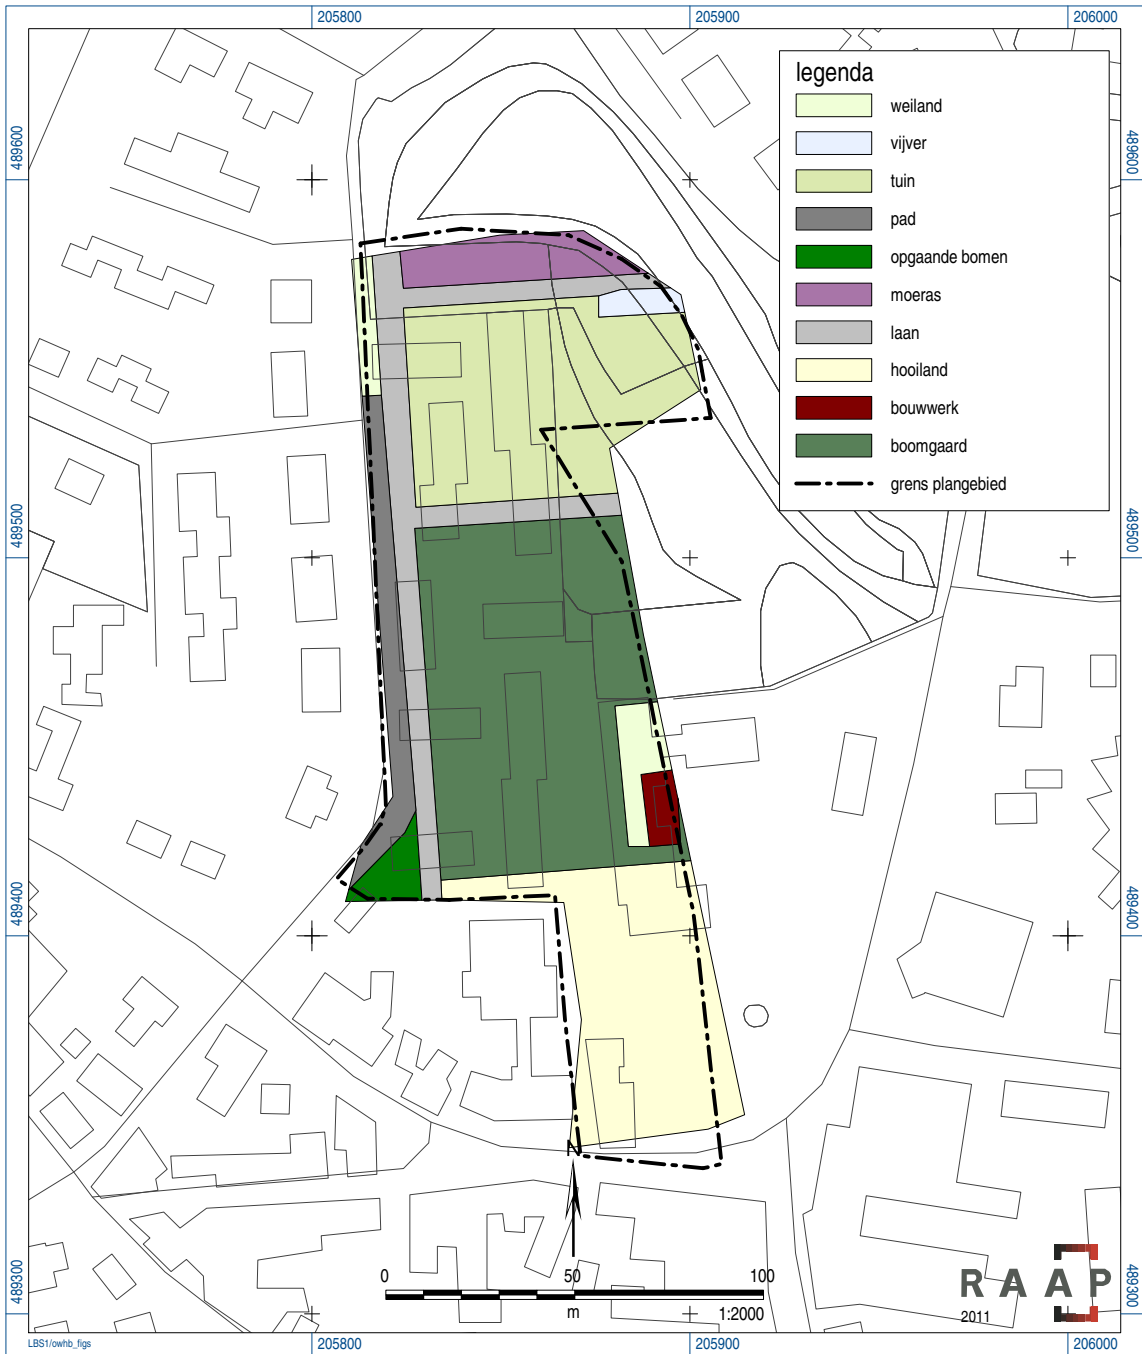 205800
205900
206000
489600
489600
legenda
weiland
vijver
tuin
pad
opgaande bomen
moeras
laan
hooiland
bouwwerk
boomgaard
grens plangebied
489500
489500
489400
489400
N
0 50 100
m 1:2000
RAAP
2011
489300
489300
LBS1/owhb_figs
205800
205900
206000